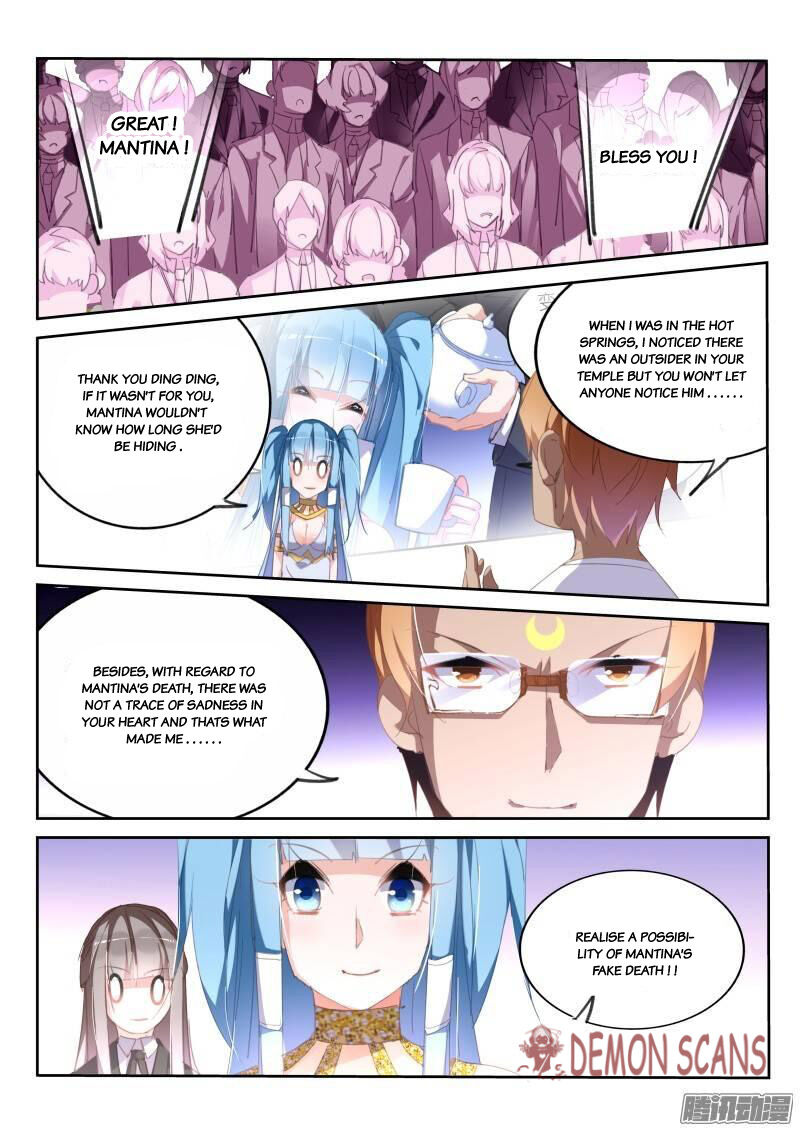 GREAT !
MANTINA !
BLESS YOU !
THANK YOU DING DING,
IF IT WASN'T FOR YOU,
MANTINA WOULDN'T
KNOW HOW LONG SHE'D
BE HIDING .
WHEN I WAS IN THE HOT
SPRINGS, I NOTICED THERE
WAS AN OUTSIDER IN YOUR
TEMPLE BUT YOU WON'T LET
ANYONE NOTICE HIM . . . . . .
BESIDES, WITH REGARD TO
MANTINA'S DEATH, THERE WAS
NOT A TRACE OF SADNESS IN
YOUR HEART AND THATS WHAT
MADE ME . . . . . .
REALISE A POSSIBI-
LITY OF MANTINA'S
FAKE DEATH ! !
DEMON SCANS
腾讯动漫